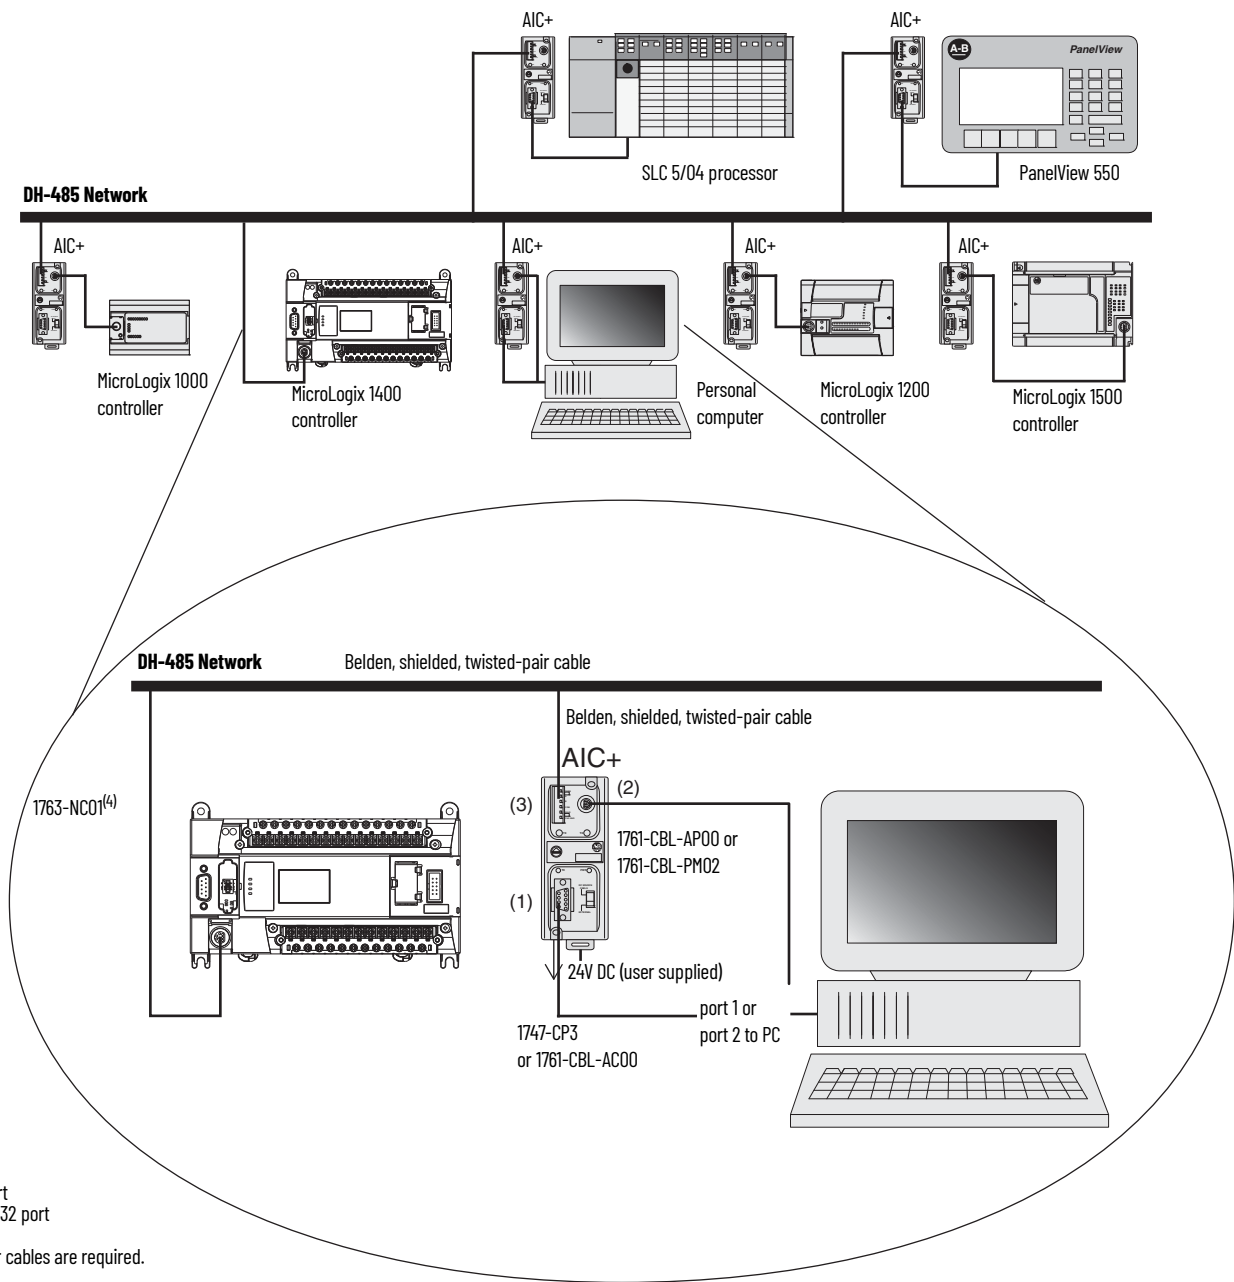 AIC+
AIC+
A-B
PanelView
SLC 5/04 processor
PanelView 550
DH-485 Network
AIC+
AIC+
AIC+
AIC+
MicroLogix 1000
controller
MicroLogix 1400
controller
Personal
computer
MicroLogix 1200
controller
MicroLogix 1500
controller
DH-485 Network
Belden, shielded, twisted-pair cable
Belden, shielded, twisted-pair cable
AIC+
(2)
(3)
1763-NC01(4)
1761-CBL-AP00 or
1761-CBL-PM02
(1)
24V DC (user supplied)
port 1 or
port 2 to PC
1747-CP3
or 1761-CBL-AC00
rt
32 port
r cables are required.